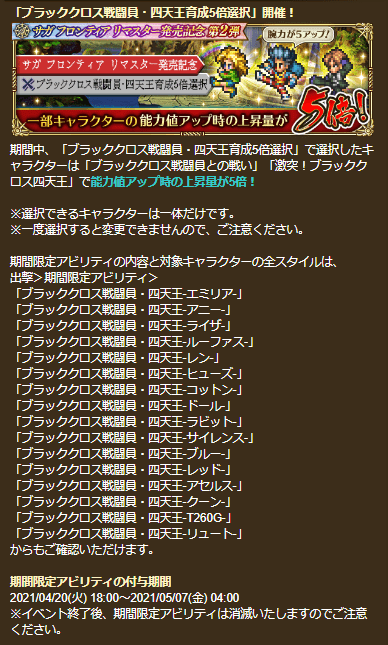 「ブラッククロス戦闘員・四天王育成5倍選択」開催！
サガ フロンティア リマスター発売記念 第2弾
腕力が5アップ！
サガ フロンティア リマスター発売記念
ブラッククロス戦闘員・四天王育成5倍選択
一部キャラクターの能力値アップ時の上昇量が
5倍！
期間中、「ブラッククロス戦闘員・四天王育成5倍選択」で選択したキ
ャラクターは「ブラッククロス戦闘員との戦い」「激突！ブラックク
ロス四天王」で能力値アップ時の上昇量が5倍！
※選択できるキャラクターは一体だけです。
※一度選択すると変更できませんので、ご注意ください。
期間限定アビリティの内容と対象キャラクターの全スタイルは、
出撃＞期間限定アビリティ＞
「ブラッククロス戦闘員・四天王-エミリア-」
「ブラッククロス戦闘員・四天王-アニー-」
「ブラッククロス戦闘員・四天王-ライザ-」
「ブラッククロス戦闘員・四天王-ルーファス-」
「ブラッククロス戦闘員・四天王-レン-」
「ブラッククロス戦闘員・四天王-ヒューズ-」
「ブラッククロス戦闘員・四天王-コットン-」
「ブラッククロス戦闘員・四天王-ドール-」
「ブラッククロス戦闘員・四天王-ラビット-」
「ブラッククロス戦闘員・四天王-サイレンス-」
「ブラッククロス戦闘員・四天王-ブルー-」
「ブラッククロス戦闘員・四天王-レッド-」
「ブラッククロス戦闘員・四天王-アセルス-」
「ブラッククロス戦闘員・四天王-クーン-」
「ブラッククロス戦闘員・四天王-T260G-」
「ブラッククロス戦闘員・四天王-リュート-」
からもご確認いただけます。
期間限定アビリティの付与期間
2021/04/20(火) 18:00～2021/05/07(金) 04:00
※イベント終了後、期間限定アビリティは消滅いたしますのでご注意
ください。